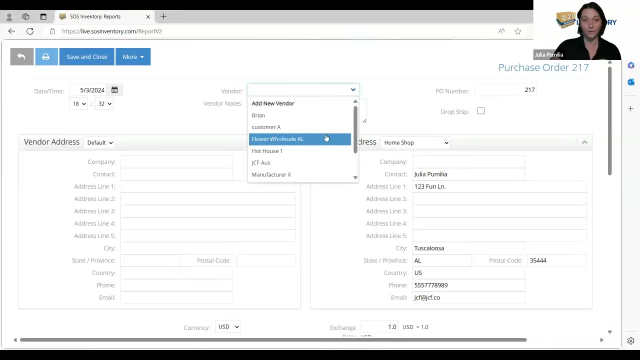 SOS Inventory: Reports
https://live.sosinventory.com/ReportV2
Save and Close
More
SOS
INVENTORY
Julia Pumilia
Purchase Order 217
Date/Time: 5/3/2024
18 : 32
Vendor:
Vendor Notes:
PO Number: 217
Drop Ship:
Add New Vendor
Brian
customer A
Flower Wholesale AL
Hot House 1
JCF Aus
Manufacturer X
Vendor Address Default
Company:
Contact:
Address Line 1:
Address Line 2:
Address Line 3:
Address Line 4:
Address Line 5:
City:
State / Province: Postal Code:
Country:
Phone:
Email:
Home Shop
Company:
Contact: Julia Pumilia
Address Line 1: 123 Fun Ln.
Address Line 2:
Address Line 3:
Address Line 4:
Address Line 5:
City: Tuscaloosa
State / Province: AL Postal Code: 35444
Country: US
Phone: 5557778989
Email: jcf@jcf.co
Currency: USD
Exchange 1.0 USD = 1.0